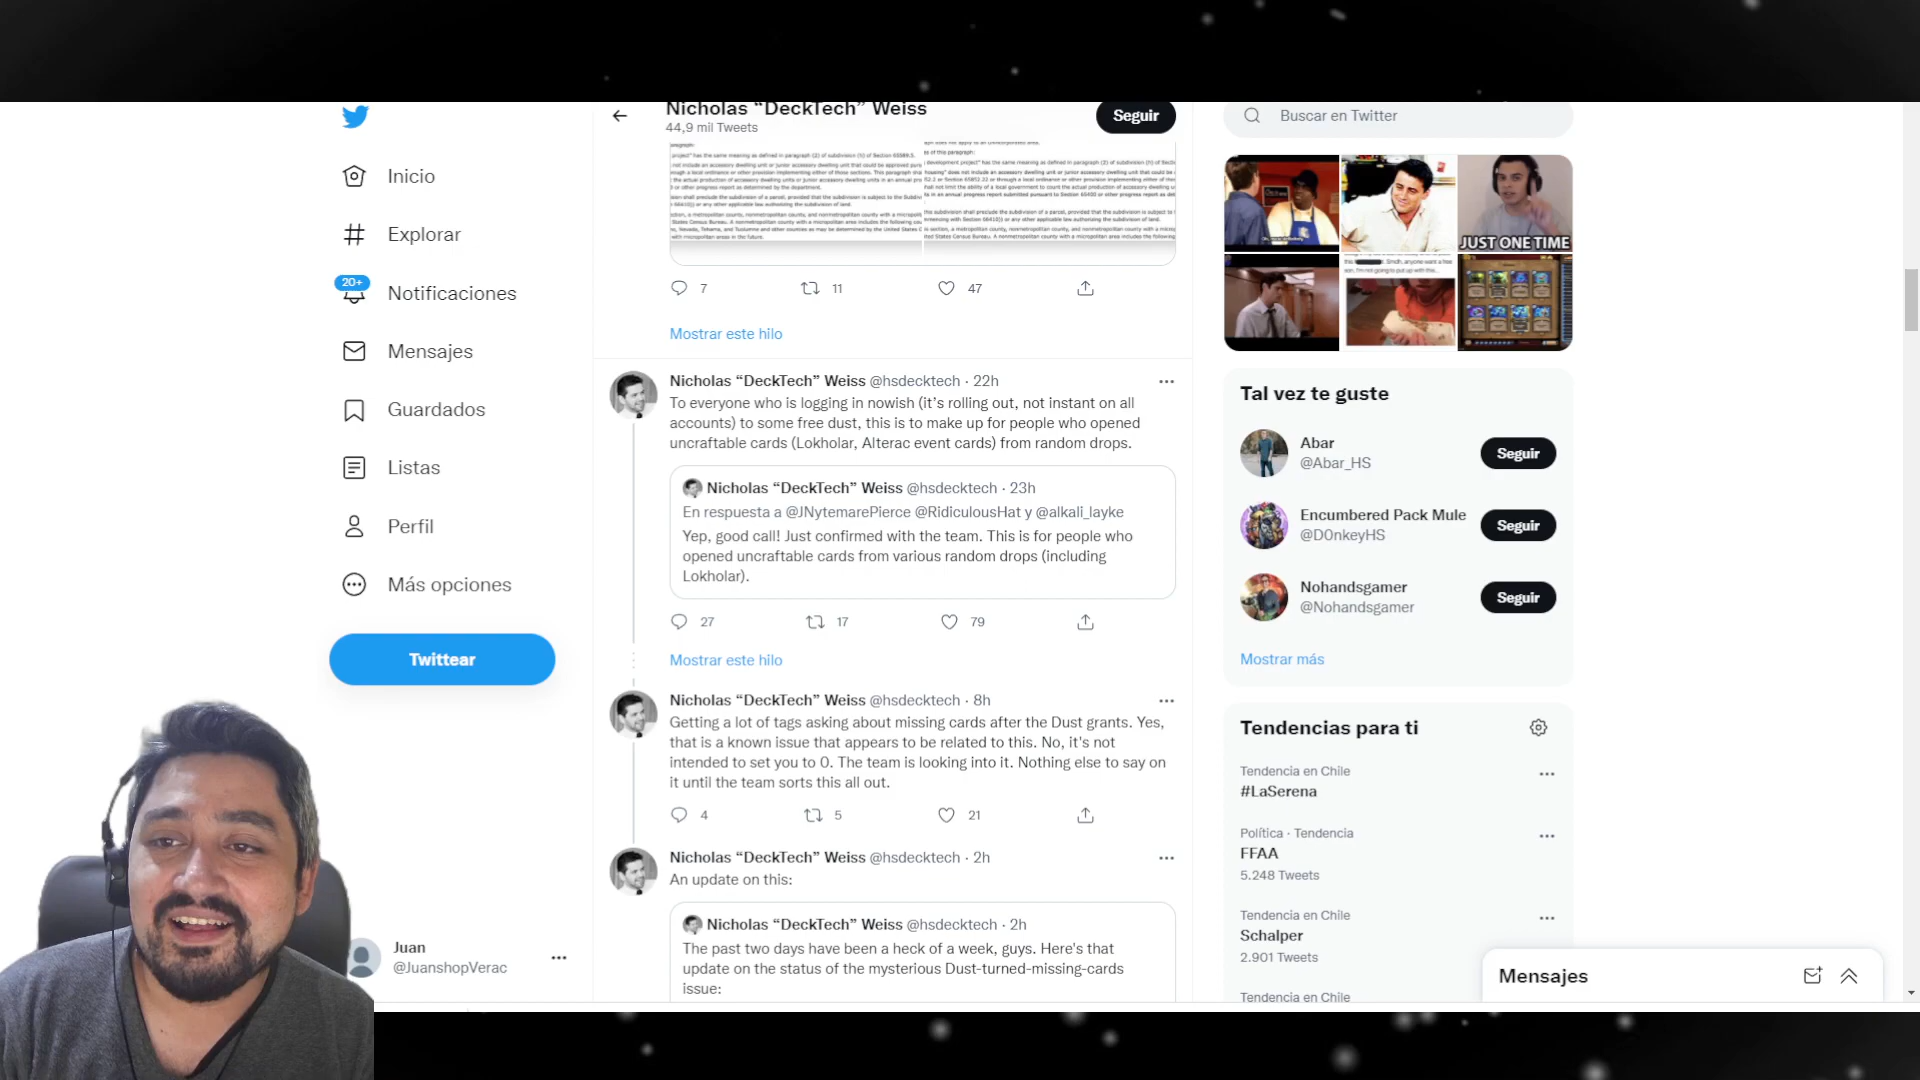 Nicholas “DeckTech” Weiss
44,9 mil Tweets
Seguir
Buscar en Twitter
Inicio
Explorar
20+
Notificaciones
Mensajes
Guardados
Listas
Perfil
Más opciones
Twittear
Juan
@JuanshopVerac
7
11
47
Mostrar este hilo
Nicholas “DeckTech” Weiss @hsdecktech · 22h
To everyone who is logging in nowish (it’s rolling out, not instant on all
accounts) to some free dust, this is to make up for people who opened
uncraftable cards (Lokholar, Alterac event cards) from random drops.
Nicholas “DeckTech” Weiss @hsdecktech · 23h
En respuesta a @JNytemarePierce @RidiculousHat y @alkali_layke
Yep, good call! Just confirmed with the team. This is for people who
opened uncraftable cards from various random drops (including
Lokholar).
27
17
79
Mostrar este hilo
Nicholas “DeckTech” Weiss @hsdecktech · 8h
Getting a lot of tags asking about missing cards after the Dust grants. Yes,
that is a known issue that appears to be related to this. No, it's not
intended to set you to 0. The team is looking into it. Nothing else to say on
it until the team sorts this all out.
4
5
21
Nicholas “DeckTech” Weiss @hsdecktech · 2h
An update on this:
Nicholas “DeckTech” Weiss @hsdecktech · 2h
The past two days have been a heck of a week, guys. Here's that
update on the status of the mysterious Dust-turned-missing-cards
issue:
JUST ONE TIME
Tal vez te guste
Abar
@Abar_HS
Seguir
Encumbered Pack Mule
@D0nkeyHS
Seguir
Nohandsgamer
@Nohandsgamer
Seguir
Mostrar más
Tendencias para ti
Tendencia en Chile
#LaSerena
Política · Tendencia
FFAA
5.248 Tweets
Tendencia en Chile
Schalper
2.901 Tweets
Tendencia en Chile
Mensajes